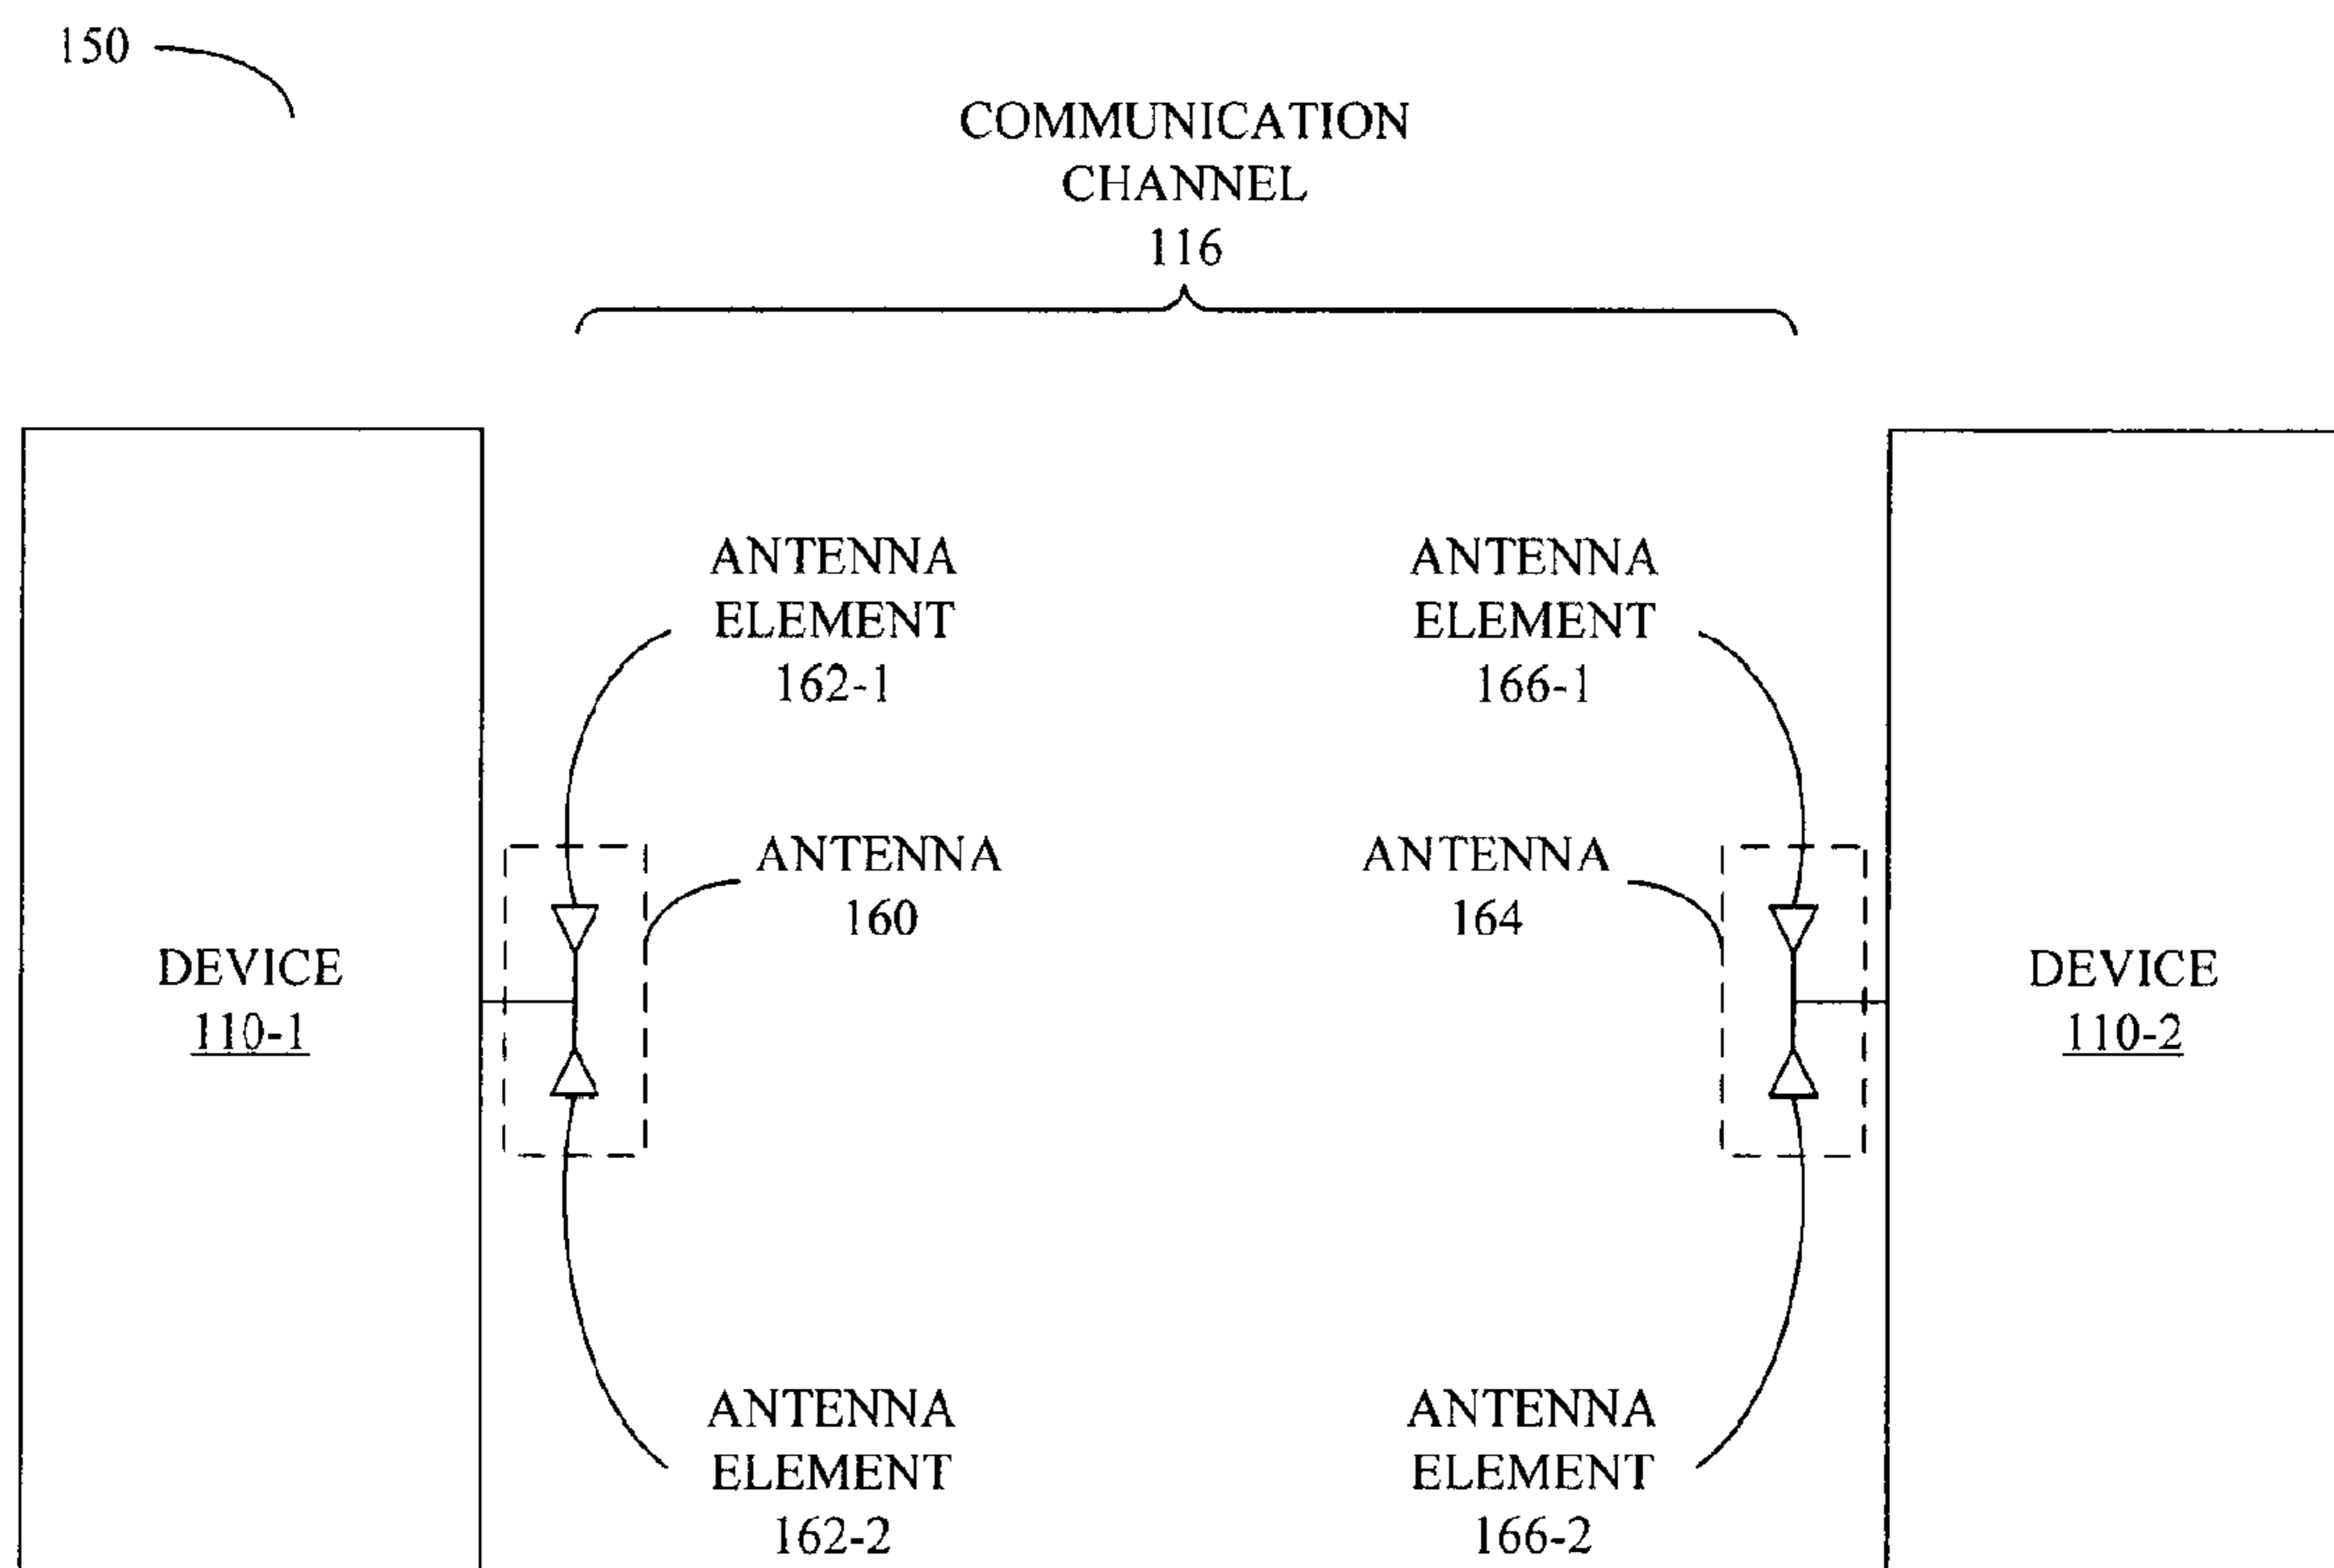 150
COMMUNICATION
CHANNEL
116
ANTENNA
ELEMENT
162-1
ANTENNA
ELEMENT
166-1
ANTENNA
160
ANTENNA
164
DEVICE
110-1
DEVICE
110-2
ANTENNA
ELEMENT
162-2
ANTENNA
ELEMENT
166-2